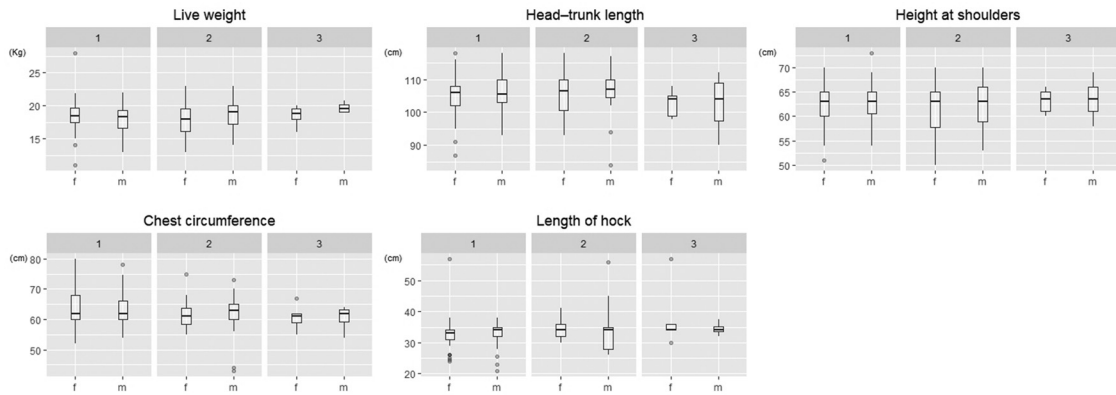 Live weight
(Kg)
1 2 3
25
20
15
f m f m f m
Head–trunk length
(cm)
1 2 3
110
100
90
f m f m f m
Height at shoulders
(cm)
1 2 3
70
65
60
55
50
f m f m f m
Chest circumference
(cm)
1 2 3
80
70
60
50
f m f m f m
Length of hock
(cm)
1 2 3
50
40
30
20
f m f m f m